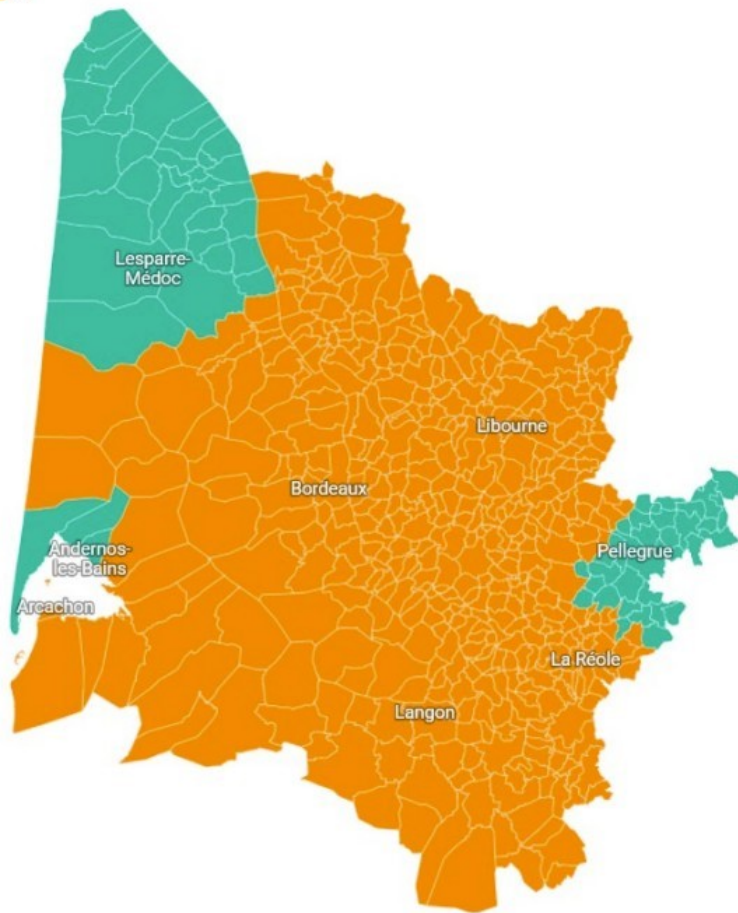 Lesparre-
Médoc
Libourne
Bordeaux
Pellegrue
Andernos-
les-Bains
Arcachon
La Réole
Langon